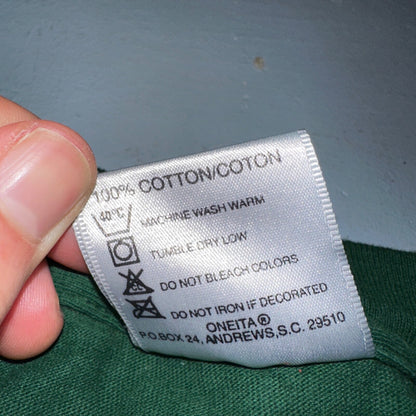 100% COTTON/COTON
40°C MACHINE WASH WARM
TUMBLE DRY LOW
DO NOT BLEACH COLORS
DO NOT IRON IF DECORATED
ONEITA®
P.O.BOX 24, ANDREWS,S.C. 29510